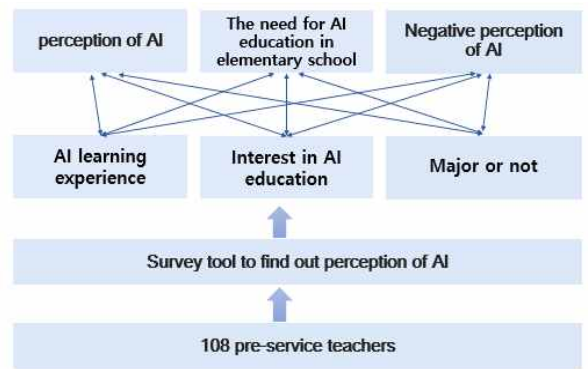 perception of AI
The need for AI
education in
elementary school
Negative perception
of AI
AI learning
experience
Interest in AI
education
Major or not
Survey tool to find out perception of AI
108 pre-service teachers